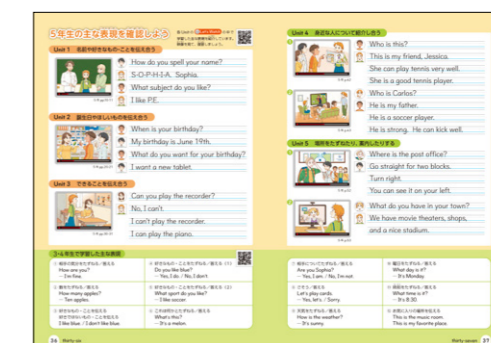 5年生の主な表現を確認しよう
Unit 1 名前や好きなもの・ことを伝え合う
How do you spell your name?
S-O-P-H-I-A. Sophia.
What subject do you like?
I like P.E.
Unit 2 誕生日やほしいものを伝え合う
When is your birthday?
My birthday is June 19th.
What do you want for your birthday?
I want a new tablet.
Unit 3 できることを伝え合う
Can you play the recorder?
No, I can't.
I can't play the recorder.
I can play the piano.
3・4年生で学習した主な表現
How are you?
— I'm fine.
How many apples?
— Ten apples.
I like blue. / I don't like blue.
Do you like blue?
— Yes, I do. / No, I don't.
What sport do you like?
— I like soccer.
What's this?
— It's a melon.
36 thirty-six
Unit 4 身近な人について紹介し合う
Who is this?
This is my friend, Jessica.
She can play tennis very well.
She is a good tennis player.
Who is Carlos?
He is my father.
He is a soccer player.
He is strong. He can kick well.
Unit 5 場所をたずねたり、案内したりする
Where is the post office?
Go straight for two blocks.
Turn right.
You can see it on your left.
What do you have in your town?
We have movie theaters, shops,
and a nice stadium.
Are you Sophia?
— Yes, I am. / No, I'm not.
Let's play cards.
— Yes, let's. / Sorry.
How is the weather?
— It's sunny.
What day is it?
— It's Monday.
What time is it?
— It's 8:30.
This is the music room.
This is my favorite place.
thirty-seven 37